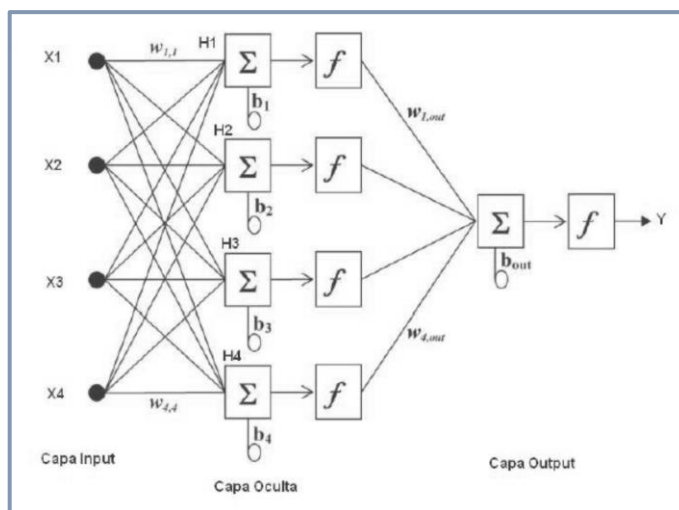 X1
w1,1
H1
Σ
f
b1
w1,out
X2
H2
Σ
f
b2
Σ
f
Y
bout
X3
H3
Σ
f
b3
w4,out
X4
w4,4
H4
Σ
f
b4
Capa Input
Capa Oculta
Capa Output